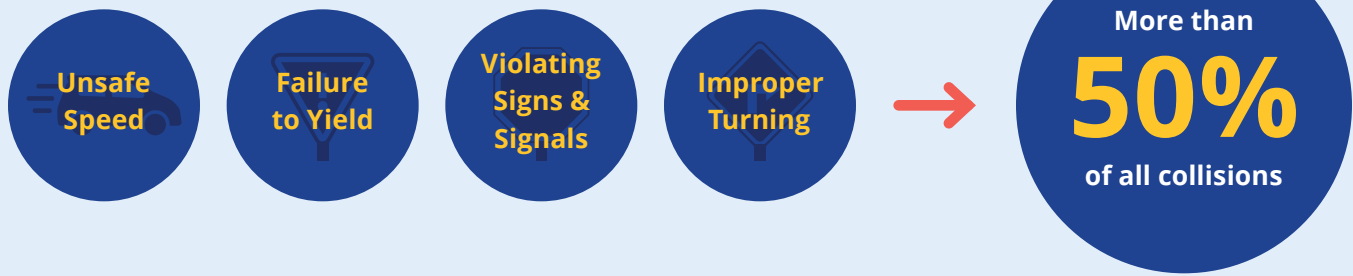 Unsafe
Speed
Failure
to Yield
Violating
Signs &
Signals
Improper
Turning
More than
50%
of all collisions